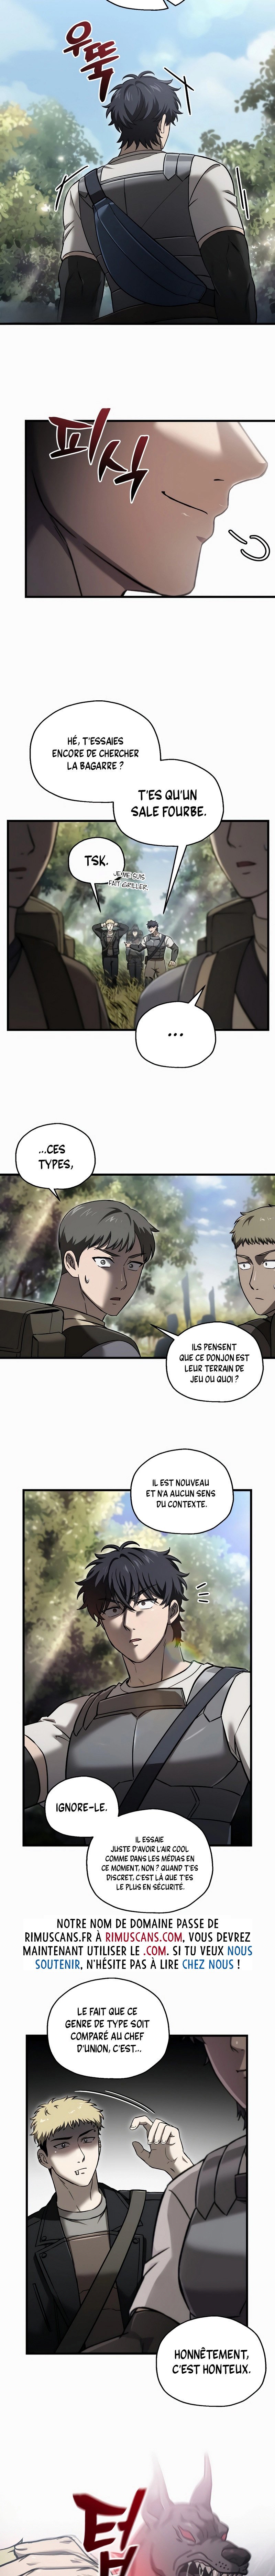 우뚝
피식
HÉ, T'ESSAIES
ENCORE DE CHERCHER
LA BAGARRE ?
T'ES QU'UN
SALE FOURBE.
TSK.
JE ME SUIS
FAIT GRILLER.
...
...CES
TYPES,
ILS PENSENT
QUE CE DONJON EST
LEUR TERRAIN DE
JEU OU QUOI ?
IL EST NOUVEAU
ET N'A AUCUN SENS
DU CONTEXTE.
IGNORE-LE.
IL ESSAIE
JUSTE D'AVOIR L'AIR COOL
COMME DANS LES MÉDIAS EN
CE MOMENT, NON ? QUAND T'ES
DISCRET, C'EST LÀ QUE T'ES
LE PLUS EN SÉCURITÉ.
NOTRE NOM DE DOMAINE PASSE DE
RIMUSCANS.FR À RIMUSCANS.COM, VOUS DEVREZ
MAINTENANT UTILISER LE .COM. SI TU VEUX NOUS
SOUTENIR, N'HÉSITE PAS À LIRE CHEZ NOUS !
LE FAIT QUE CE
GENRE DE TYPE SOIT
COMPARÉ AU CHEF
D'UNION, C'EST...
HONNÊTEMENT,
C'EST HONTEUX.
텁